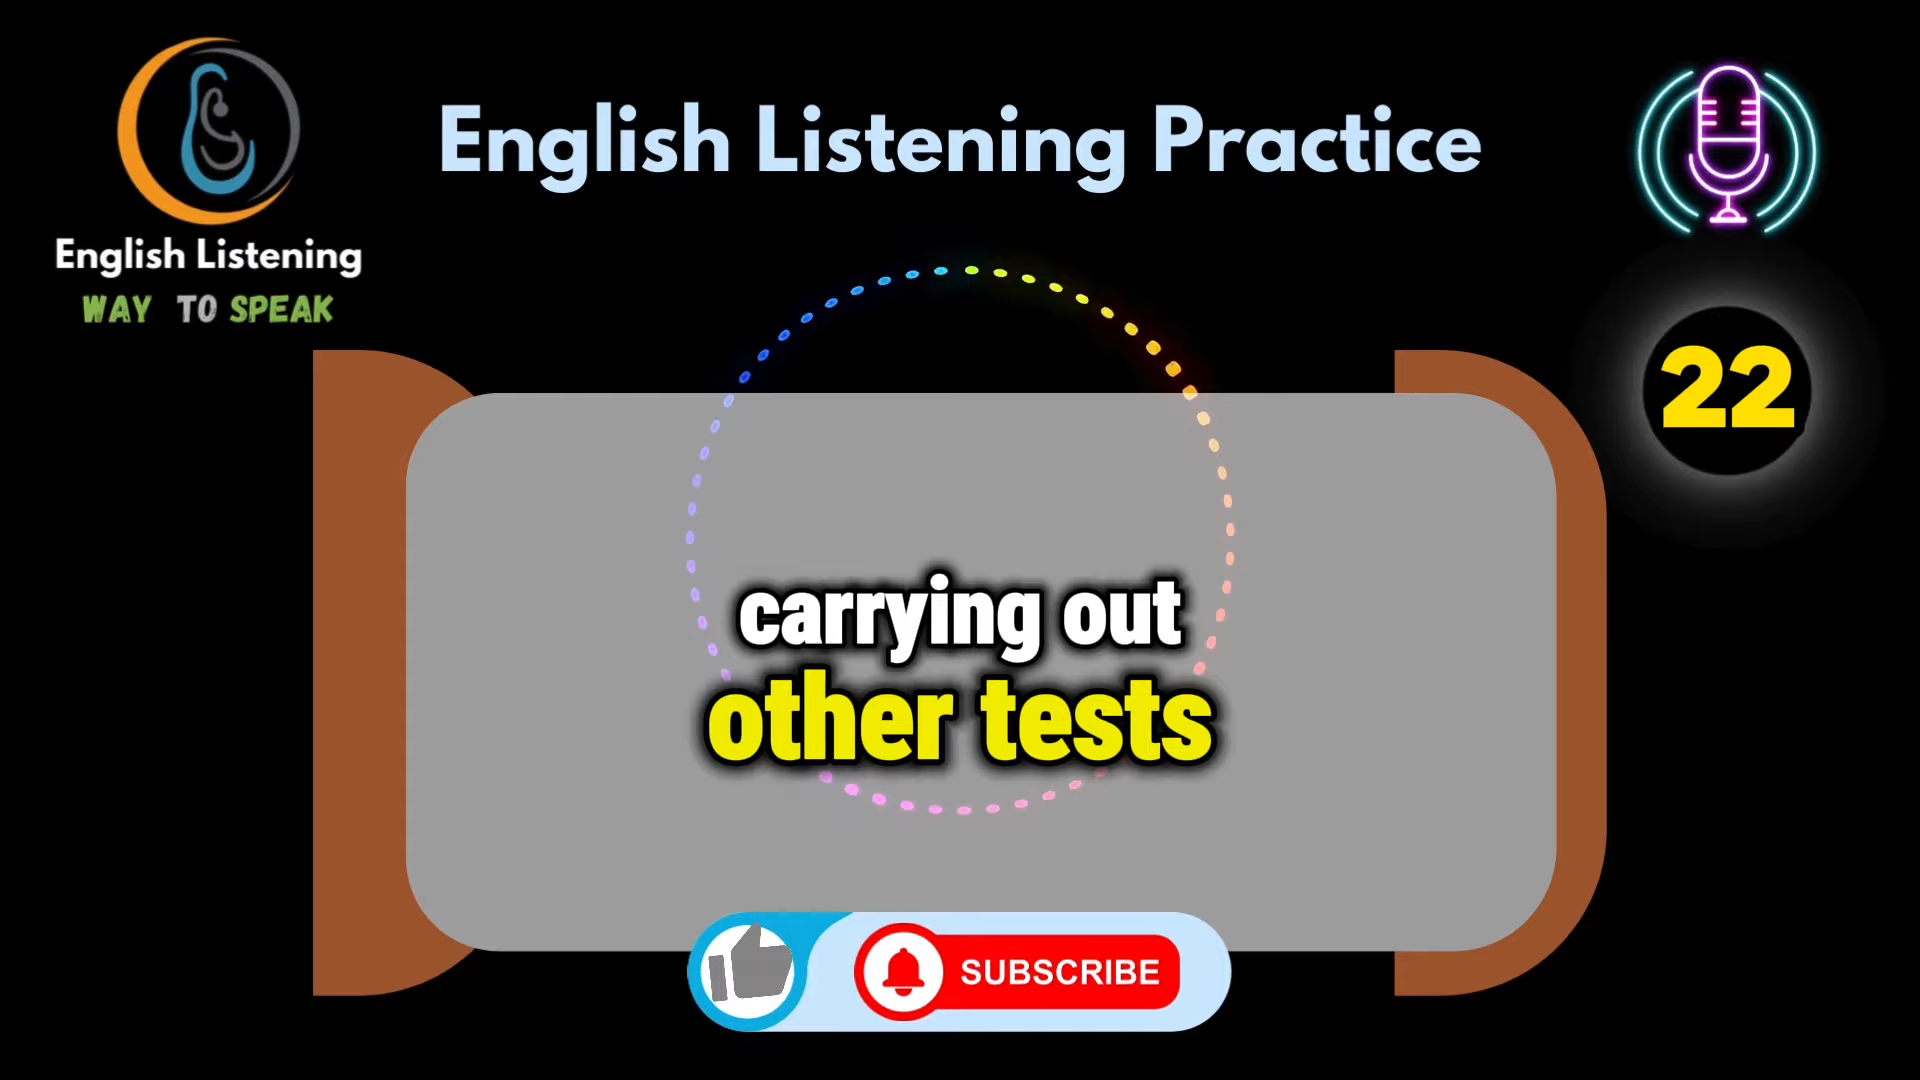 English Listening Practice
English Listening
WAY TO SPEAK
22
carrying out
other tests
SUBSCRIBE